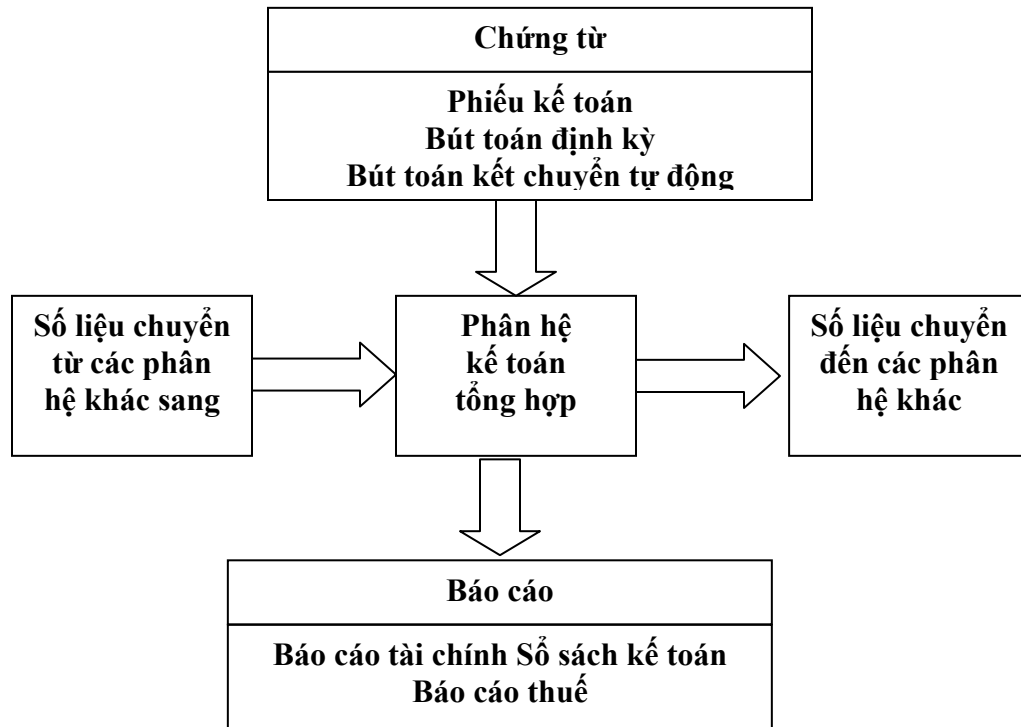 Chứng từ
Phiếu kế toán
Bút toán định kỳ
Bút toán kết chuyển tự động
Số liệu chuyển
từ các phân
hệ khác sang
Phân hệ
kế toán
tổng hợp
Số liệu chuyển
đến các phân
hệ khác
Báo cáo
Báo cáo tài chính Sổ sách kế toán
Báo cáo thuế